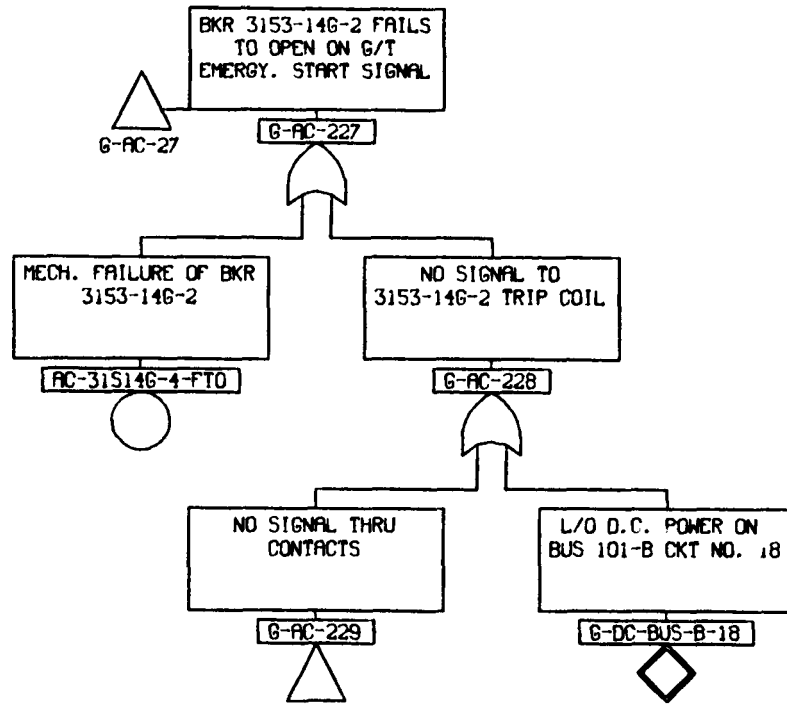 BKR 3153-14G-2 FAILS
TO OPEN ON G/T
EMERGY. START SIGNAL
G-AC-27
G-AC-227
MECH. FAILURE OF BKR
3153-14G-2
NO SIGNAL TO
3153-14G-2 TRIP COIL
AC-31S14G-4-FTO
G-AC-228
NO SIGNAL THRU
CONTACTS
L/O D.C. POWER ON
BUS 101-B CKT NO. 18
G-AC-229
G-DC-BUS-B-18